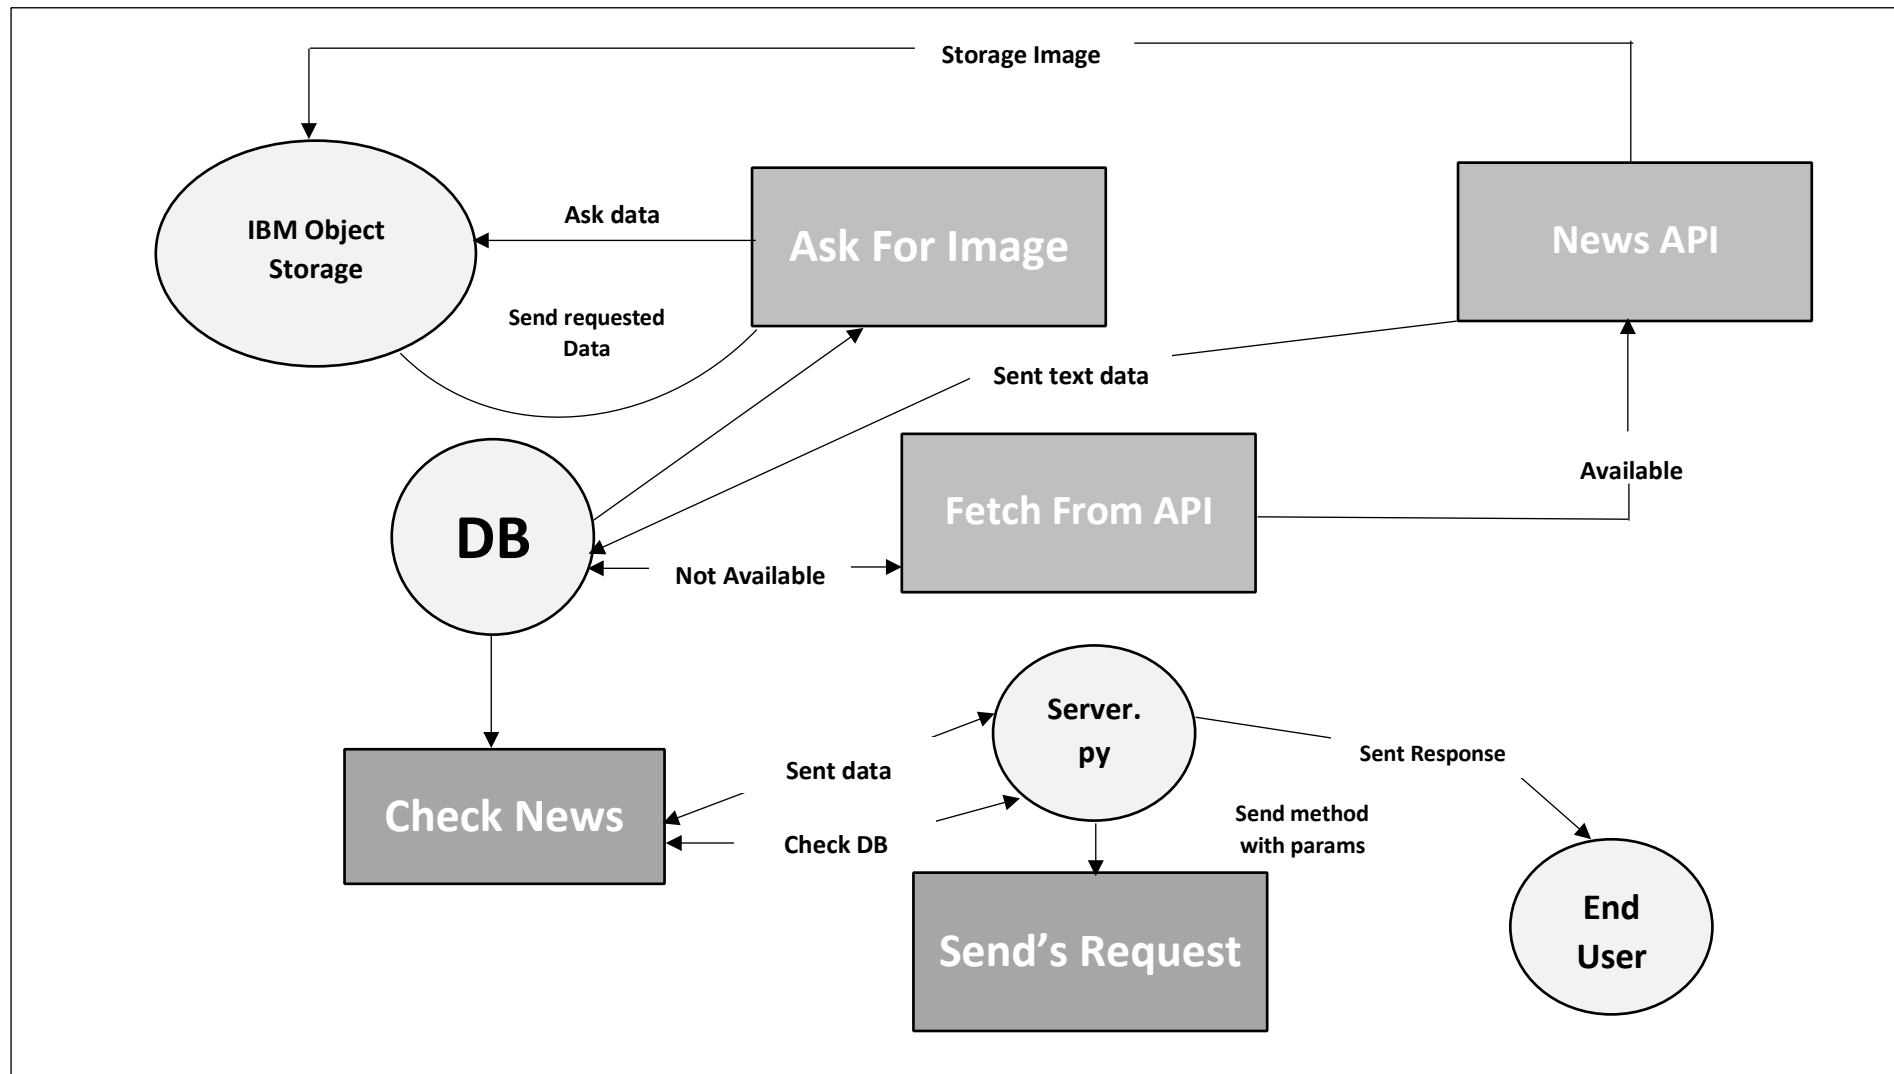 Storage Image
IBM Object
Storage
Ask data
Ask For Image
News API
Send requested
Data
Sent text data
DB
Fetch From API
Available
Not Available
Server.
py
Sent data
Sent Response
Check News
Check DB
Send method
with params
Send’s Request
End
User